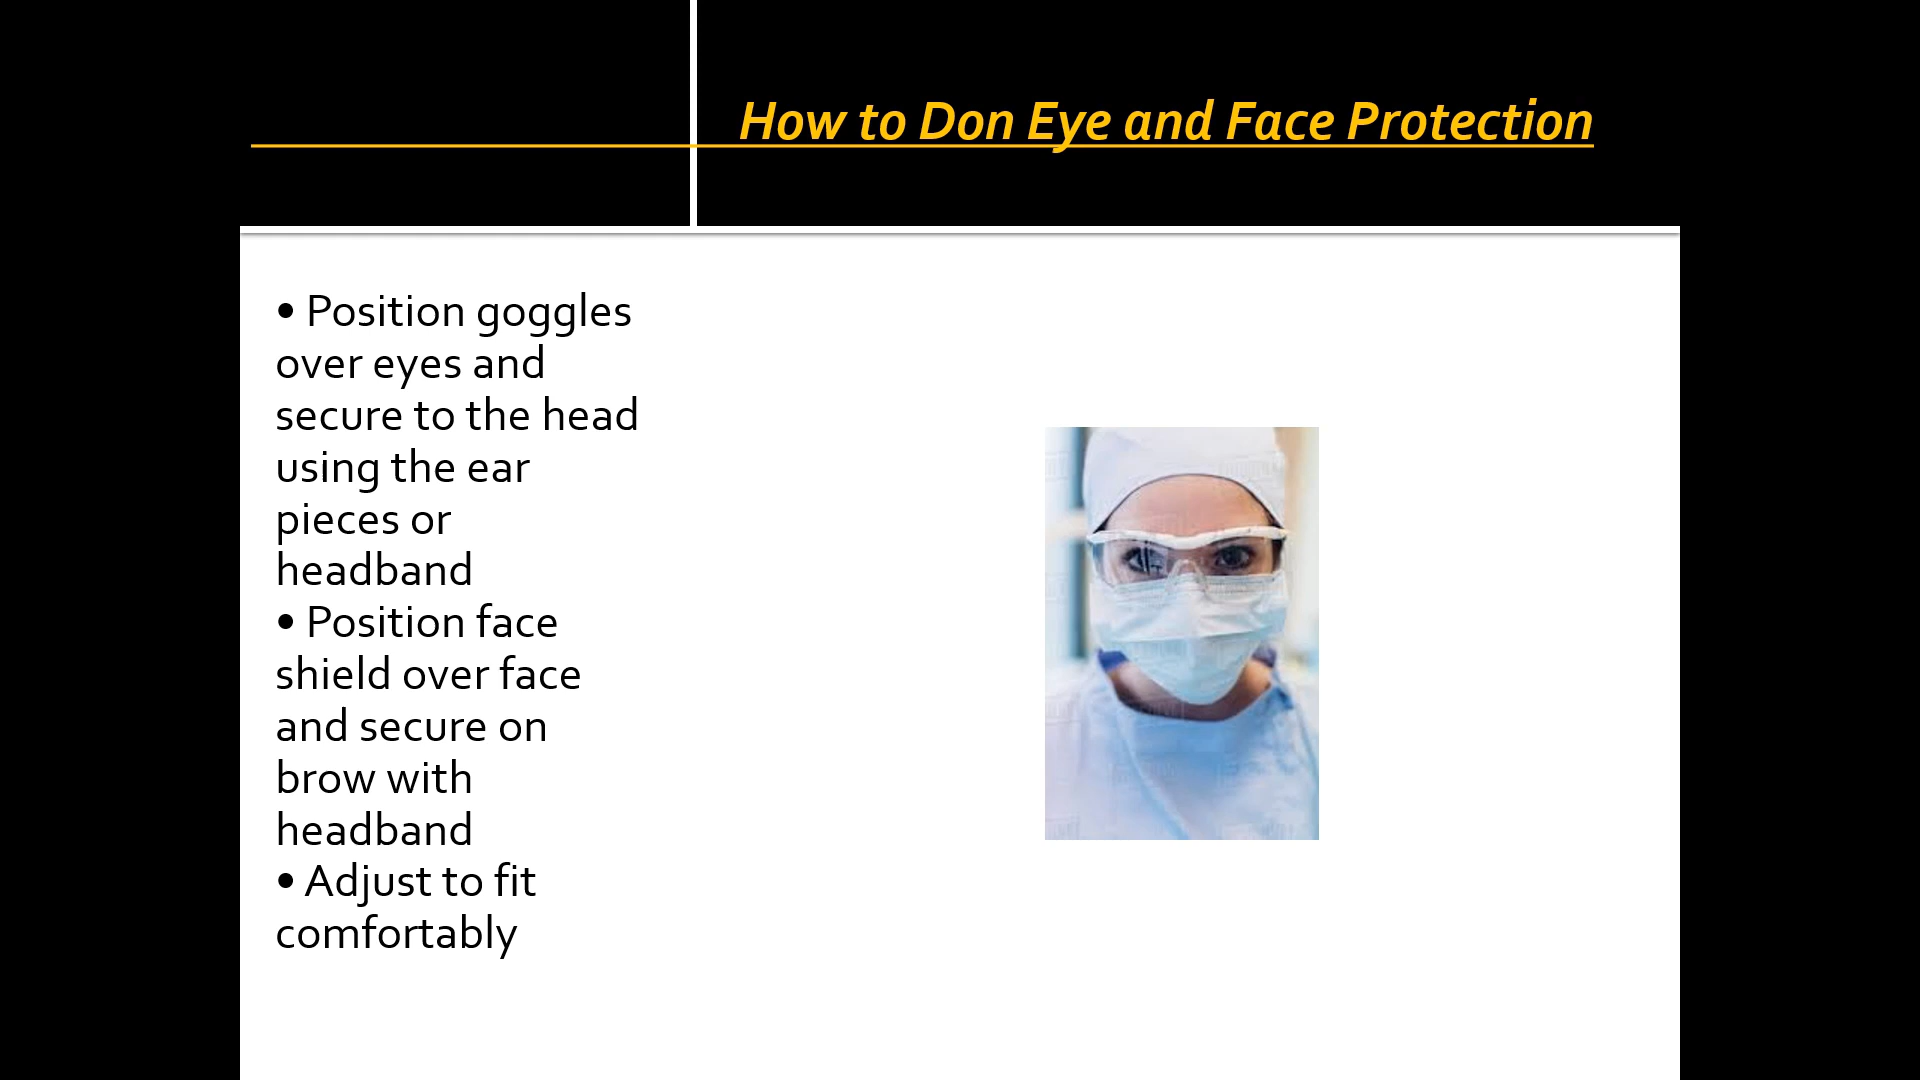 How to Don Eye and Face Protection
• Position goggles
over eyes and
secure to the head
using the ear
pieces or
headband
• Position face
shield over face
and secure on
brow with
headband
• Adjust to fit
comfortably